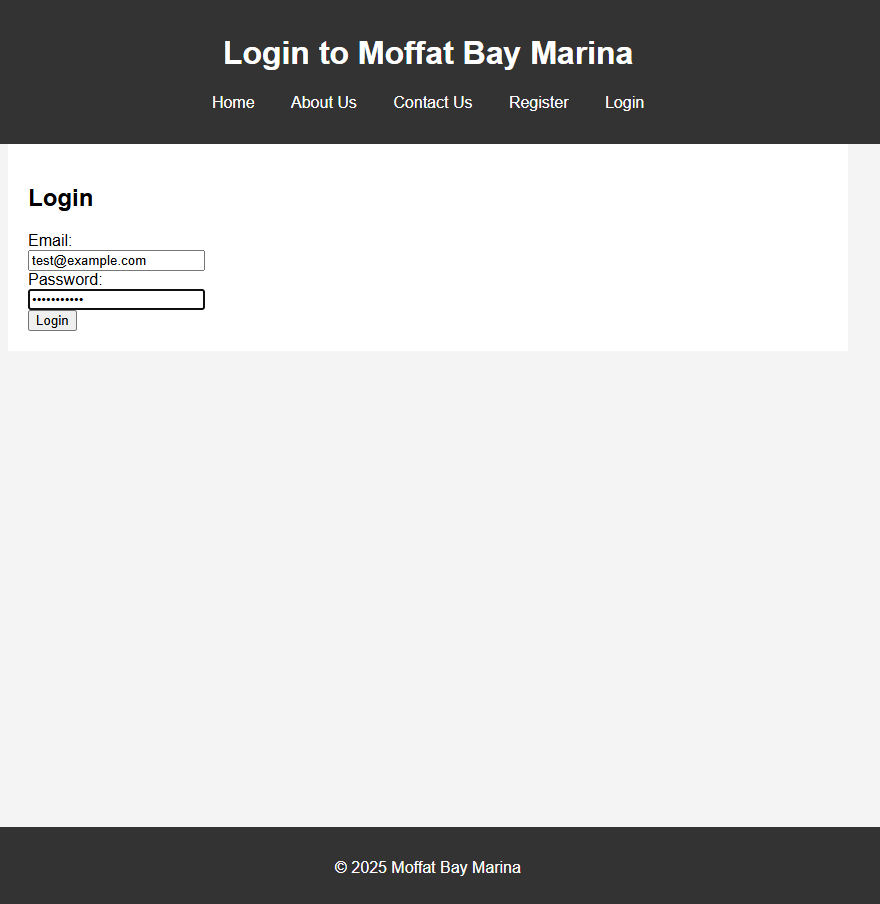 Login to Moffat Bay Marina
Home About Us Contact Us Register Login
Login
Email:
test@example.com
Password:
•••••••••••
Login
© 2025 Moffat Bay Marina